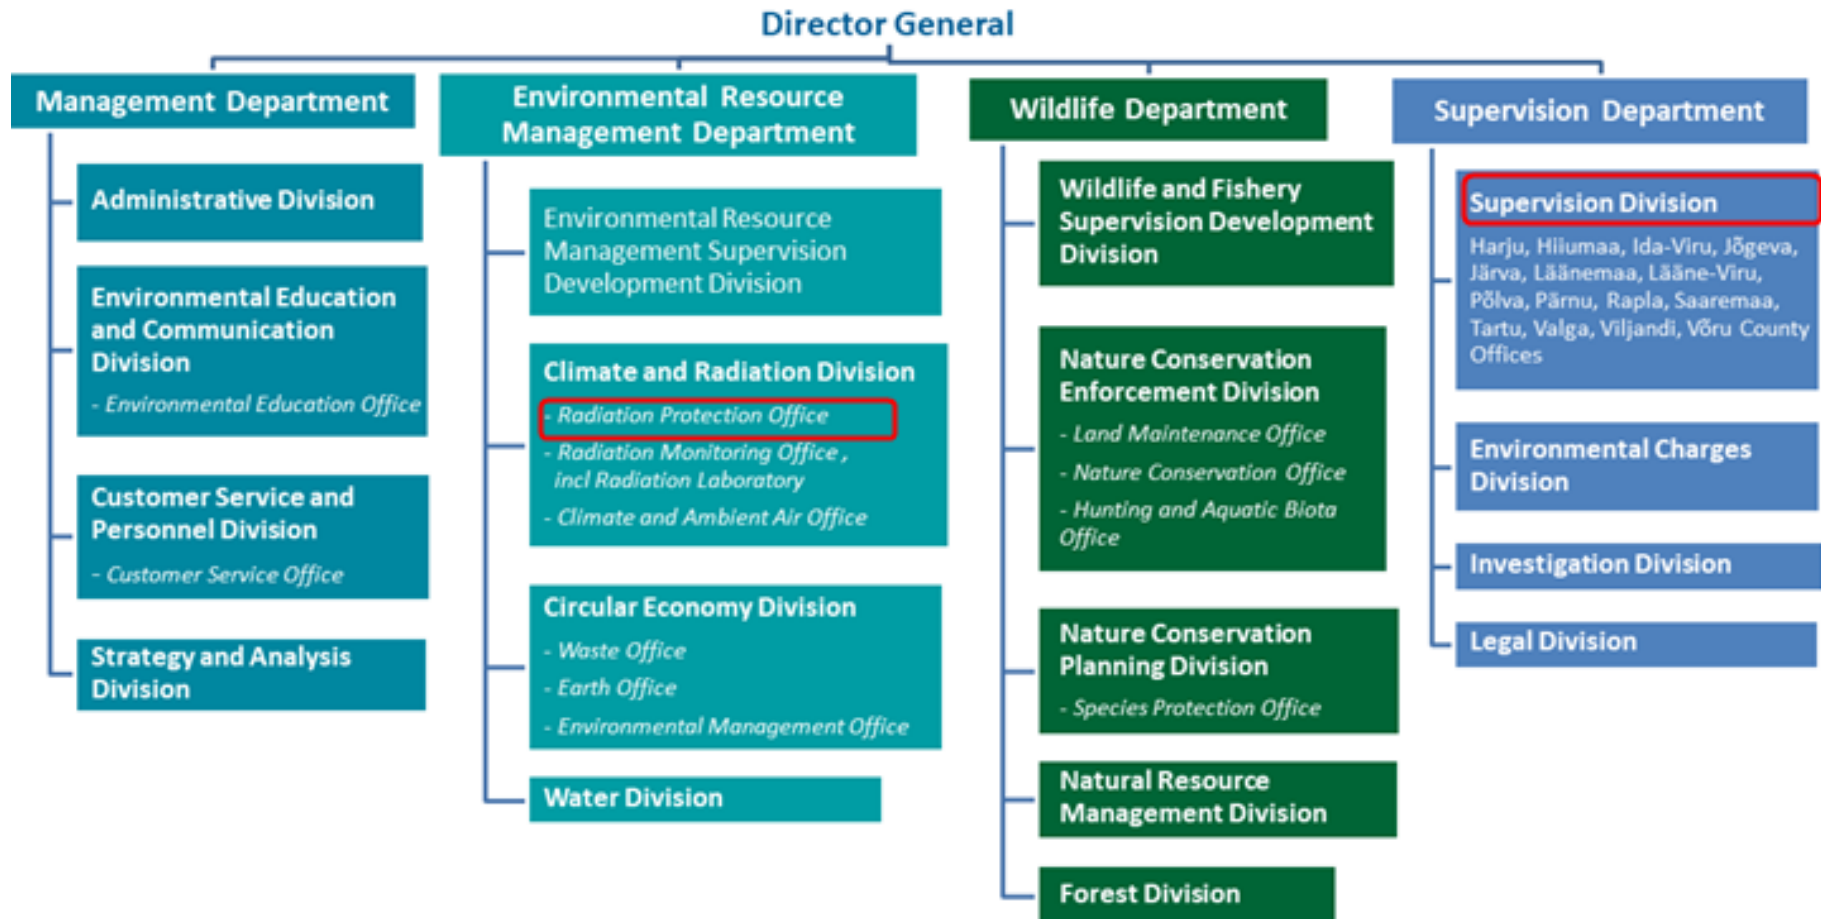 Director General
Management Department
Administrative Division
Environmental Education
and Communication
Division
- Environmental Education Office
Customer Service and
Personnel Division
- Customer Service Office
Strategy and Analysis
Division
Environmental Resource
Management Department
Environmental Resource
Management Supervision
Development Division
Climate and Radiation Division
- Radiation Protection Office
- Radiation Monitoring Office ,
incl Radiation Laboratory
- Climate and Ambient Air Office
Circular Economy Division
- Waste Office
- Earth Office
- Environmental Management Office
Water Division
Wildlife Department
Wildlife and Fishery
Supervision Development
Division
Nature Conservation
Enforcement Division
- Land Maintenance Office
- Nature Conservation Office
- Hunting and Aquatic Biota
Office
Nature Conservation
Planning Division
- Species Protection Office
Natural Resource
Management Division
Forest Division
Supervision Department
Supervision Division
Harju, Hiiumaa, Ida-Viru, Jõgeva,
Järva, Läänemaa, Lääne-Viru,
Põlva, Pärnu, Rapla, Saaremaa,
Tartu, Valga, Viljandi, Võru County
Offices
Environmental Charges
Division
Investigation Division
Legal Division